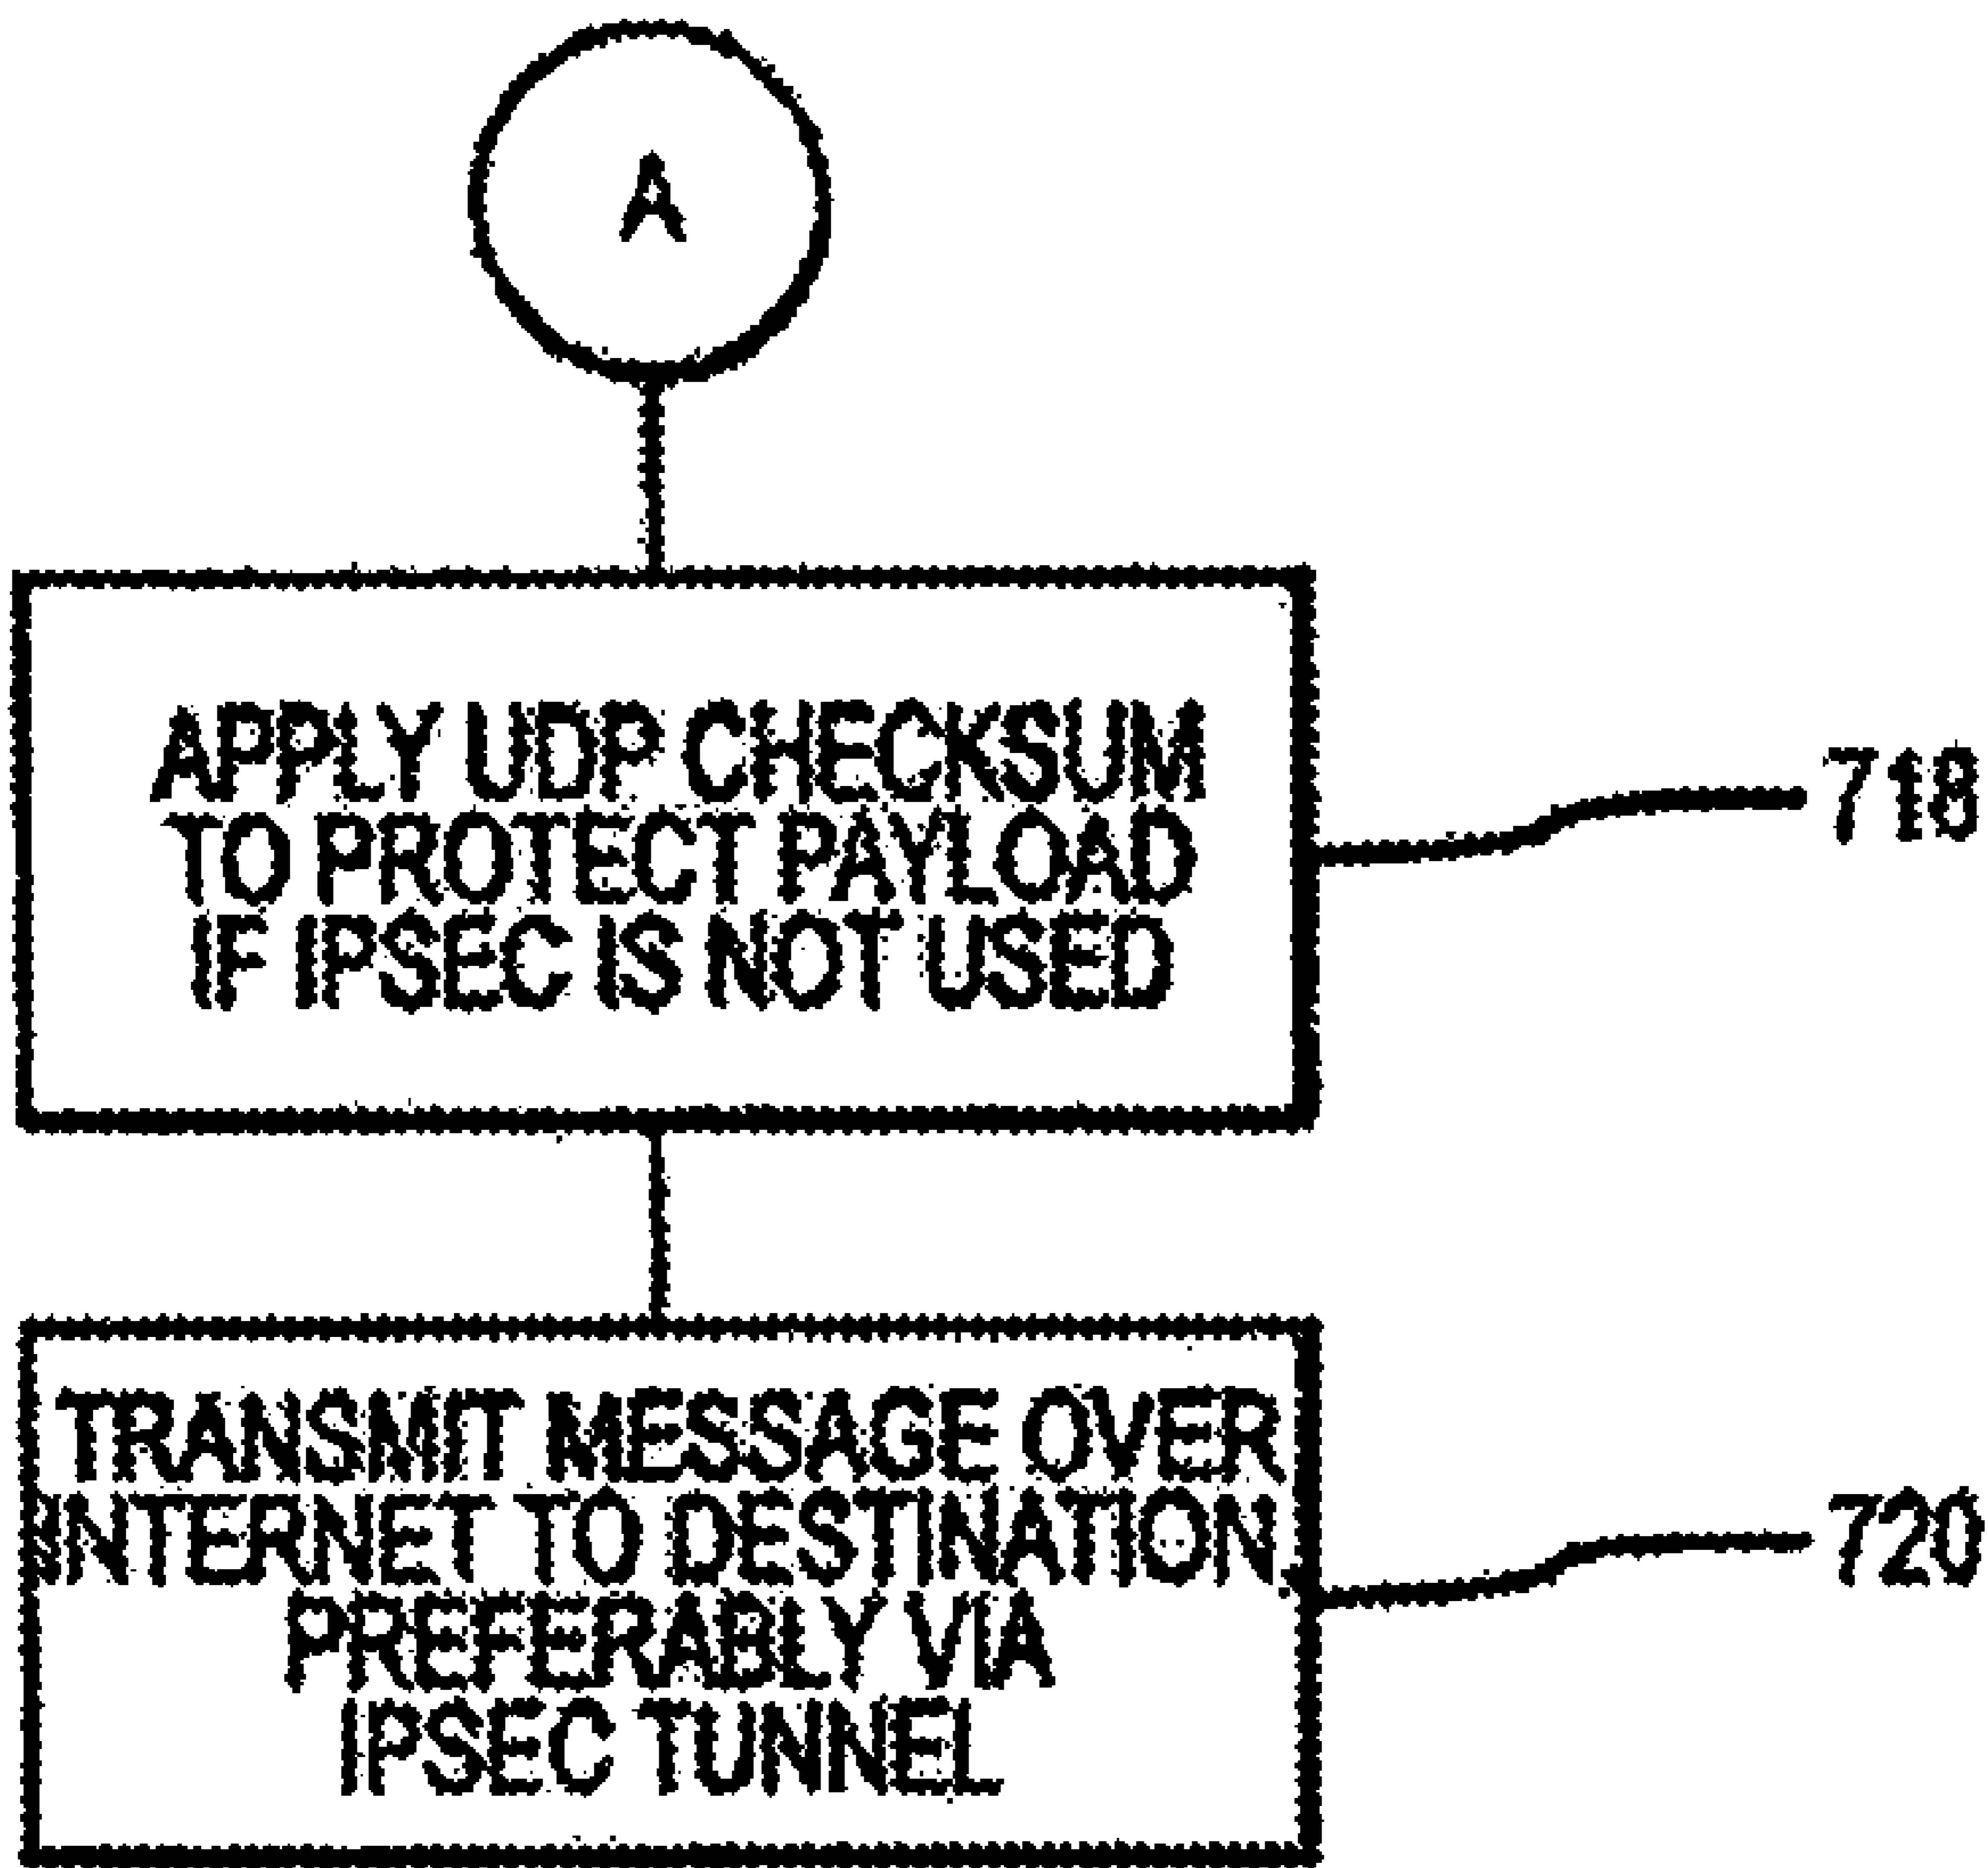 A
APPLY UDP CHECKSUM
TO PROTECT PAYLOAD
IF IPSEC IS NOT USED
718
TRANSMIT MESSAGE OVER
INTERNET TO DESTINATION,
PREFERABLY VIA
IPSEC TUNNEL
720